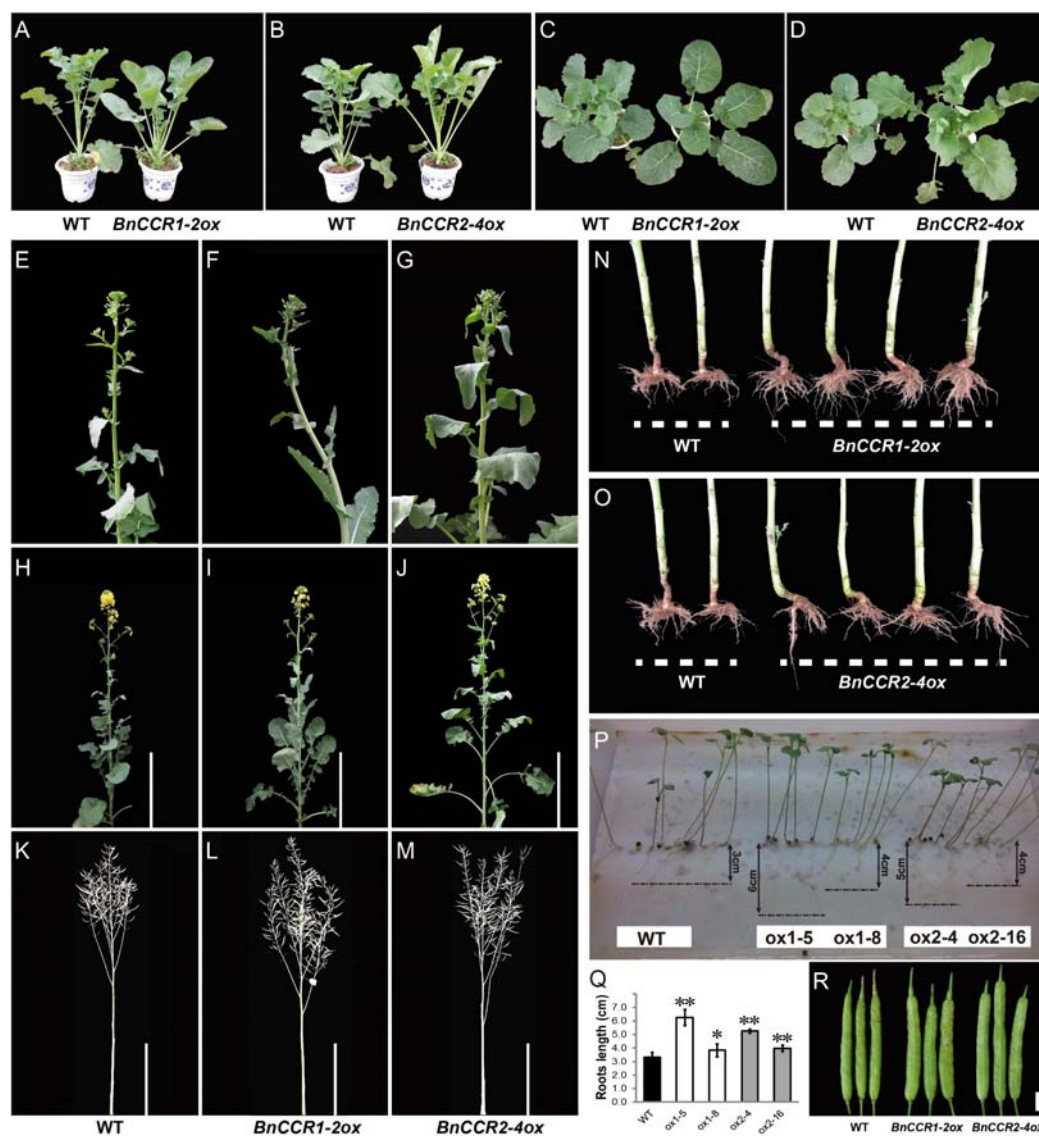 A
B
C
D
WT BnCCR1-2ox
WT BnCCR2-4ox
WT BnCCR1-2ox
WT BnCCR2-4ox
E
F
G
H
I
J
K
L
M
WT
BnCCR1-2ox
BnCCR2-4ox
N
WT
BnCCR1-2ox
O
WT
BnCCR2-4ox
P
3cm
6cm
4cm
5cm
4cm
WT
ox1-5
ox1-8
ox2-4
ox2-16
Q
Roots length (cm)
7.0
6.0
5.0
4.0
3.0
2.0
1.0
0.0
**
*
**
**
WT
ox1-5
ox1-8
ox2-4
ox2-16
R
WT BnCCR1-2ox BnCCR2-4ox